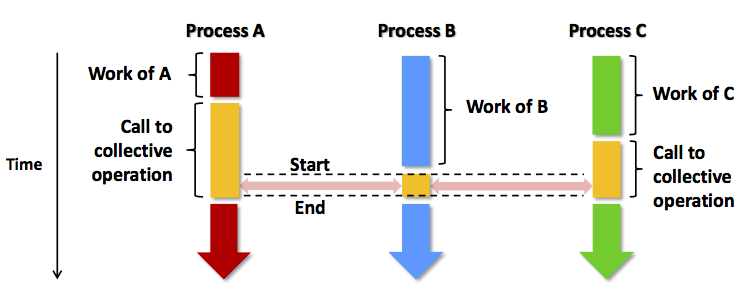 Process A
Process B
Process C
Work of A
Work of B
Work of C
Call to
collective
operation
Call to
collective
operation
Time
Start
End